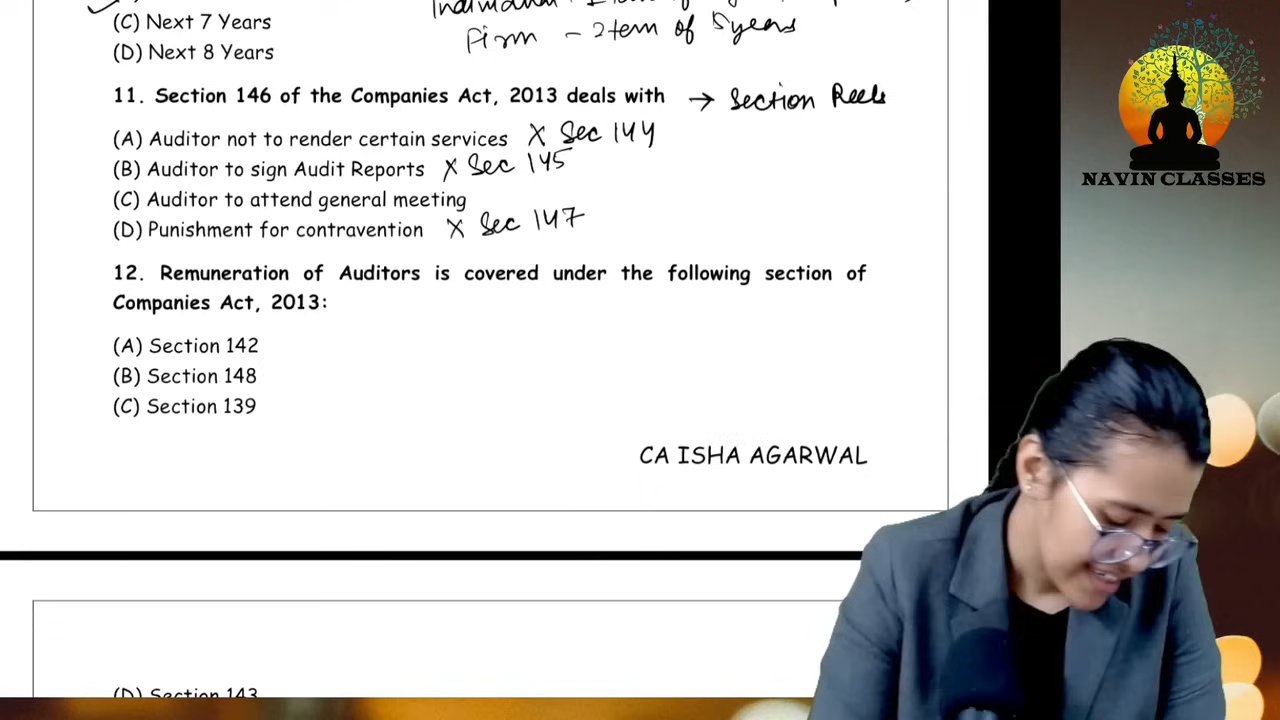 (C) Next 7 Years
(D) Next 8 Years
Firm - 2 term of 5 years
11. Section 146 of the Companies Act, 2013 deals with → Section Reels
(A) Auditor not to render certain services X Sec 144
(B) Auditor to sign Audit Reports X Sec 145
(C) Auditor to attend general meeting
(D) Punishment for contravention X Sec 147
12. Remuneration of Auditors is covered under the following section of
Companies Act, 2013:
(A) Section 142
(B) Section 148
(C) Section 139
CA ISHA AGARWAL
(D) Section 143
NAVIN CLASSES